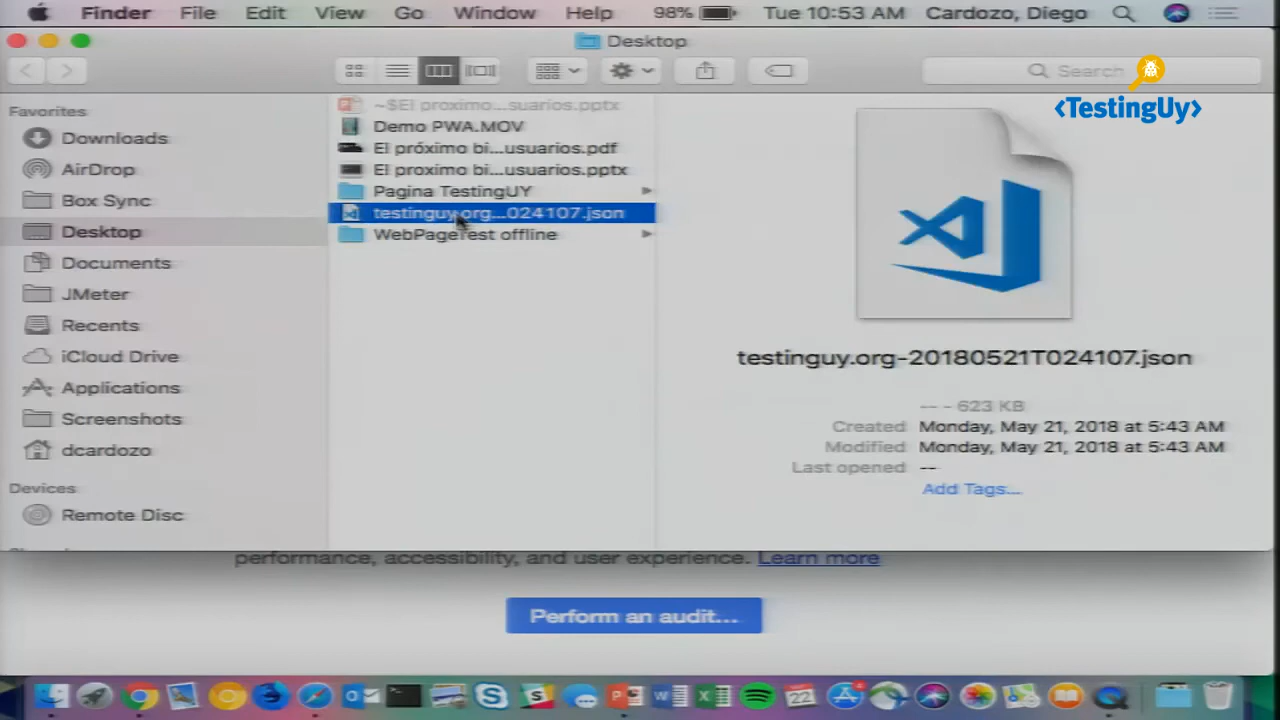 Finder File Edit View Go Window Help 98% Tue 10:53 AM Cardozo, Diego
Desktop
Search
<TestingUy>
Favorites
Downloads
AirDrop
Box Sync
Desktop
Documents
JMeter
Recents
iCloud Drive
Applications
Screenshots
dcardozo
Devices
Remote Disc
~$El proximo...suarios.pptx
Demo PWA.MOV
El próximo bi...usuarios.pdf
El proximo bi...usuarios.pptx
Pagina TestingUY
testinguy.org...024107.json
WebPageTest offline
testinguy.org-20180521T024107.json
-- - 623 KB
Created Monday, May 21, 2018 at 5:43 AM
Modified Monday, May 21, 2018 at 5:43 AM
Last opened --
Add Tags...
performance, accessibility, and user experience. Learn more
Perform an audit...
22